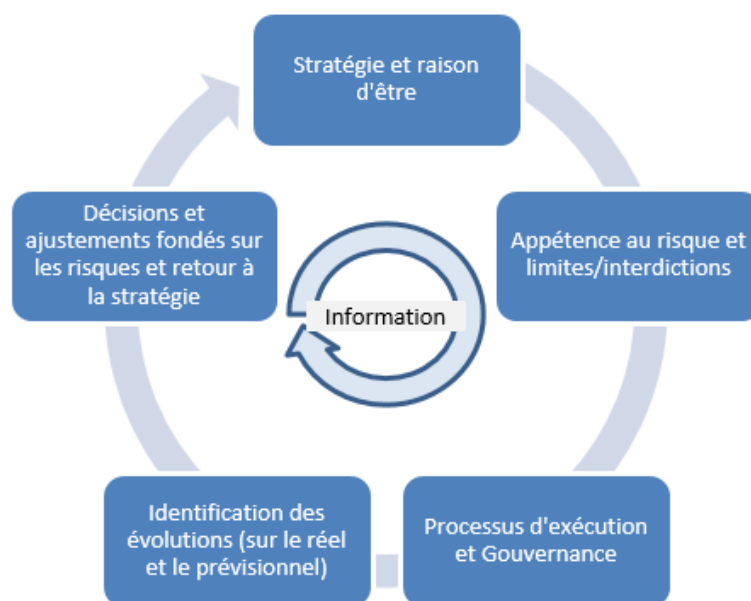 Stratégie et raison
d'être
Appétence au risque et
limites/interdictions
Processus d'exécution
et Gouvernance
Identification des
évolutions (sur le réel
et le prévisionnel)
Décisions et
ajustements fondés sur
les risques et retour à
la stratégie
Information